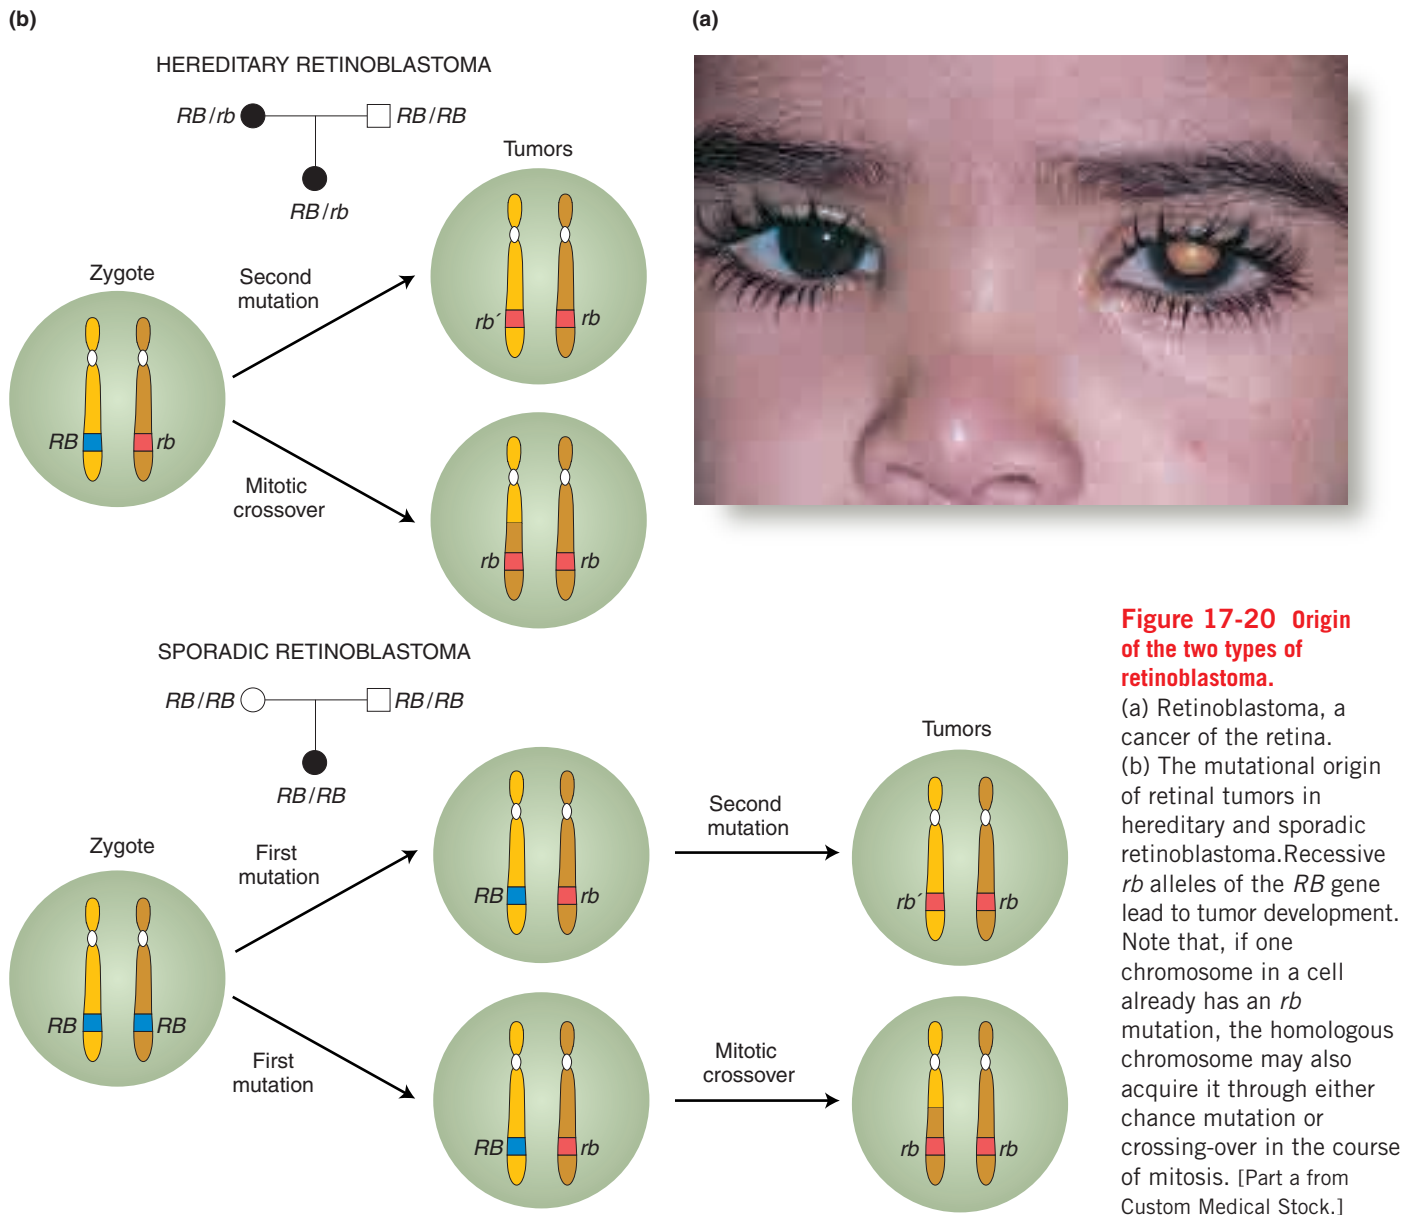 (b)
HEREDITARY RETINOBLASTOMA
RB/rb
RB/RB
RB/rb
Tumors
Zygote
Second
mutation
rb´
rb
RB
rb
Mitotic
crossover
rb
rb
SPORADIC RETINOBLASTOMA
RB/RB
RB/RB
RB/RB
Tumors
Zygote
First
mutation
RB
rb
Second
mutation
rb´
rb
RB
RB
First
mutation
RB
rb
Mitotic
crossover
rb
rb
(a)
Figure 17-20 Origin
of the two types of
retinoblastoma.
(a) Retinoblastoma, a
cancer of the retina.
(b) The mutational origin
of retinal tumors in
hereditary and sporadic
retinoblastoma.Recessive
rb alleles of the RB gene
lead to tumor development.
Note that, if one
chromosome in a cell
already has an rb
mutation, the homologous
chromosome may also
acquire it through either
chance mutation or
crossing-over in the course
of mitosis. [Part a from
Custom Medical Stock.]